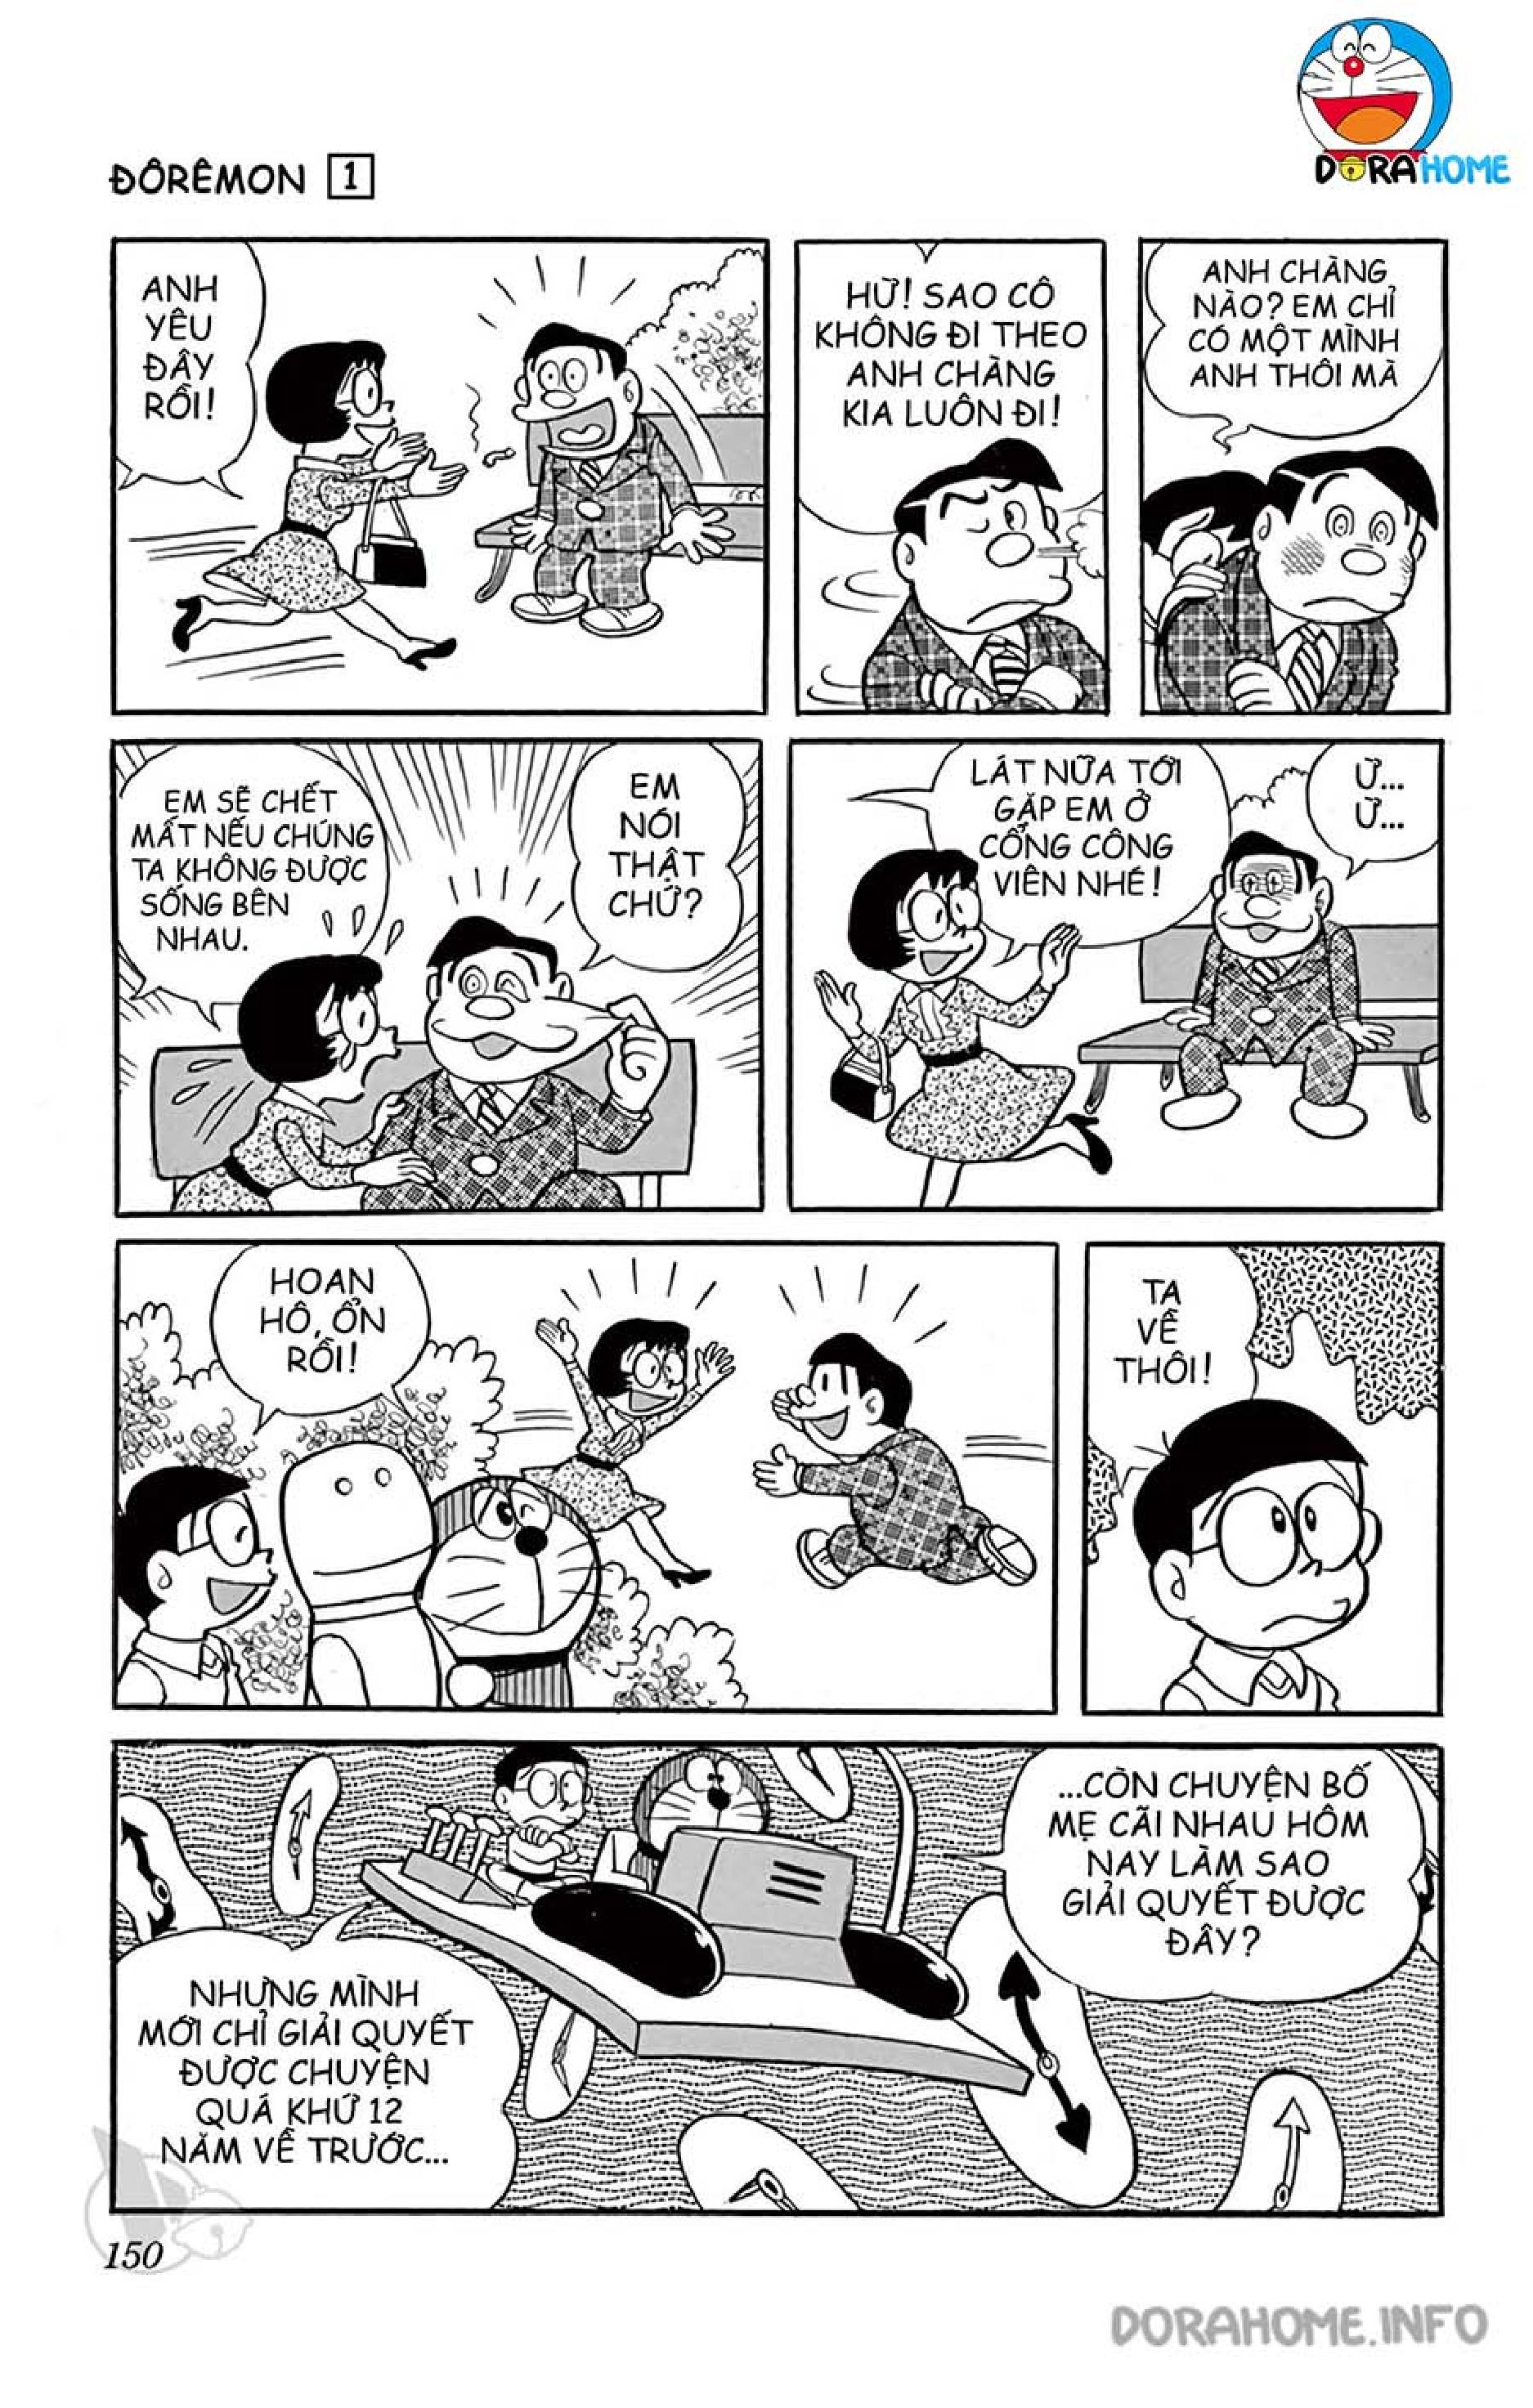 DORAHOME
ĐÔRÊMON 1
ANH
YÊU
ĐÂY
RỒI!
HỪ! SAO CÔ
KHÔNG ĐI THEO
ANH CHÀNG
KIA LUÔN ĐI!
ANH CHÀNG
NÀO? EM CHỈ
CÓ MỘT MÌNH
ANH THÔI MÀ
EM SẼ CHẾT
MẤT NẾU CHÚNG
TA KHÔNG ĐƯỢC
SỐNG BÊN
NHAU.
EM
NÓI
THẬT
CHỨ?
LÁT NỮA TỚI
GẶP EM Ở
CỔNG CÔNG
VIÊN NHÉ!
Ừ...
Ừ...
HOAN
HÔ, ỔN
RỒI!
TA
VỀ
THÔI!
NHƯNG MÌNH
MỚI CHỈ GIẢI QUYẾT
ĐƯỢC CHUYỆN
QUÁ KHỨ 12
NĂM VỀ TRƯỚC...
...CÒN CHUYỆN BỐ
MẸ CÃI NHAU HÔM
NAY LÀM SAO
GIẢI QUYẾT ĐƯỢC
ĐÂY?
150
DORAHOME.INFO